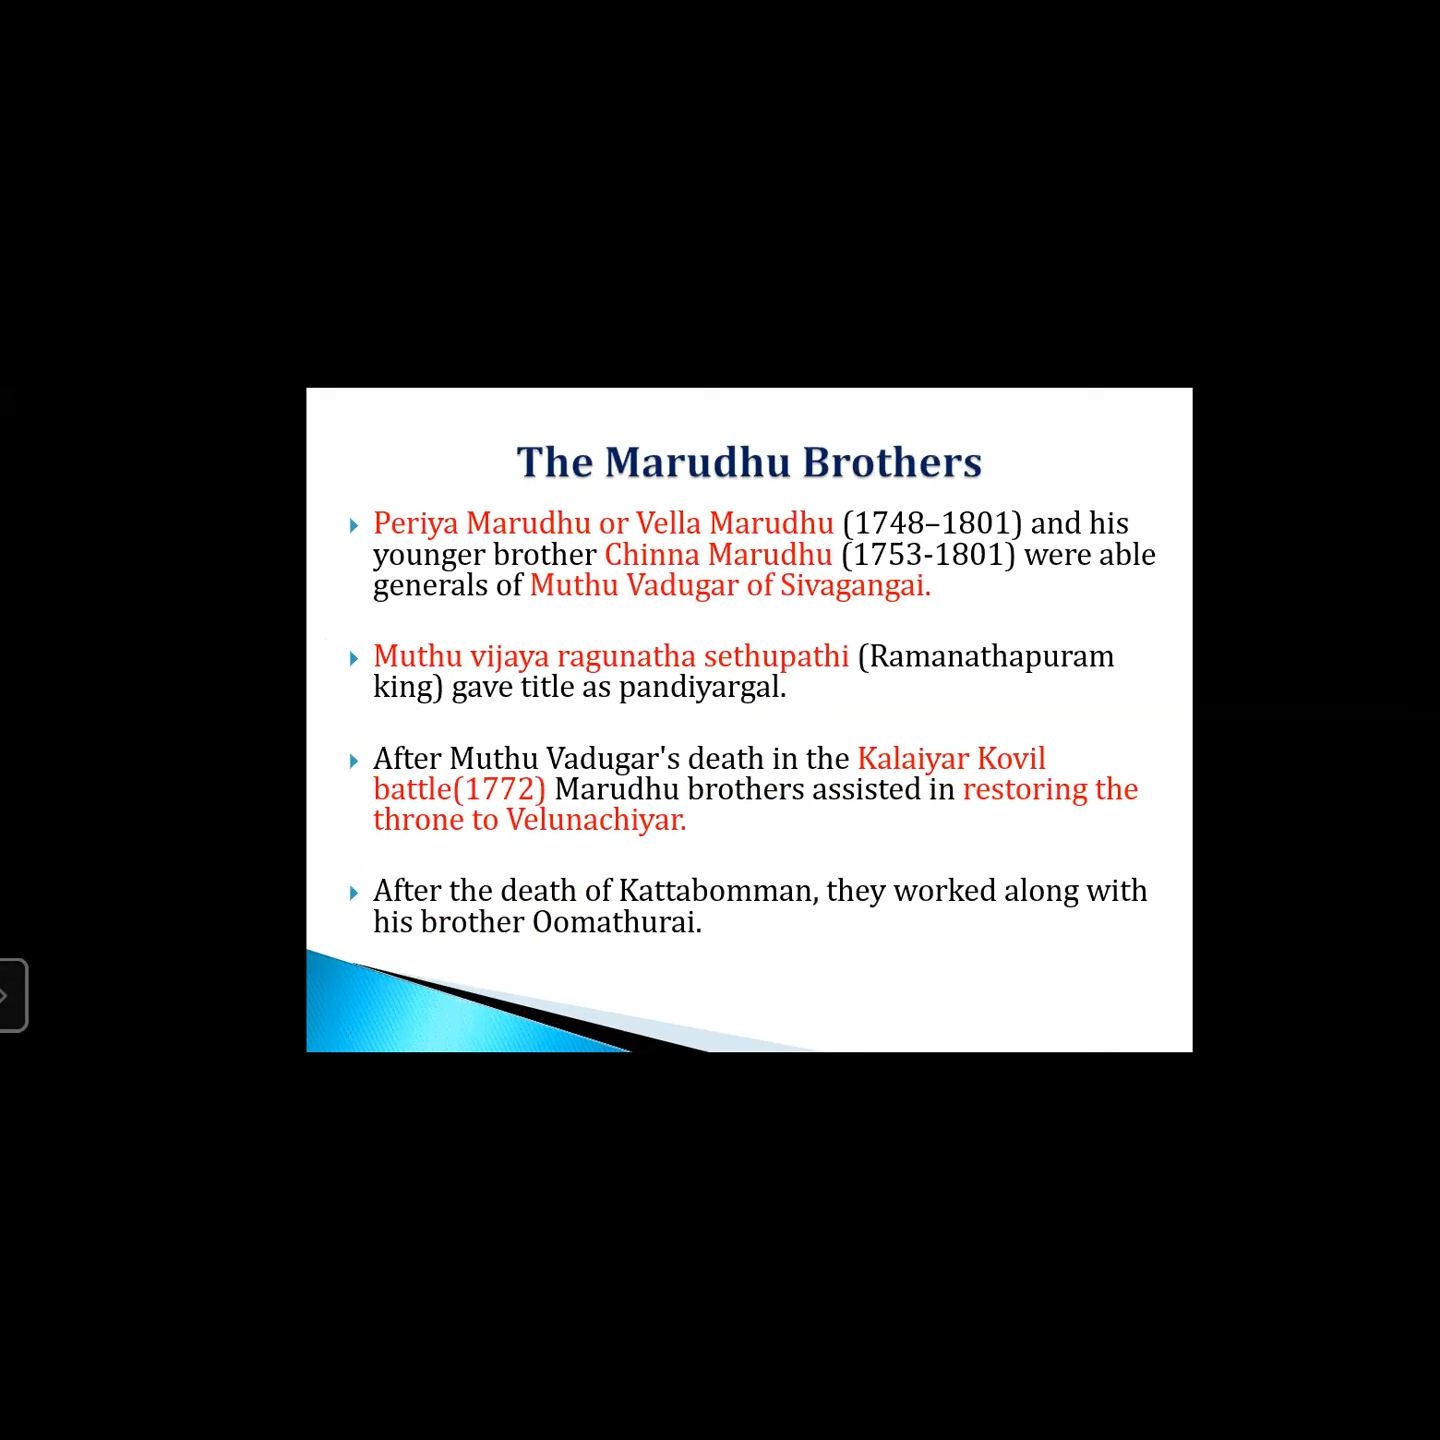 The Marudhu Brothers
Periya Marudhu or Vella Marudhu (1748–1801) and his
younger brother Chinna Marudhu (1753-1801) were able
generals of Muthu Vadugar of Sivagangai.
Muthu vijaya ragunatha sethupathi (Ramanathapuram
king) gave title as pandiyargal.
After Muthu Vadugar's death in the Kalaiyar Kovil
battle(1772) Marudhu brothers assisted in restoring the
throne to Velunachiyar.
After the death of Kattabomman, they worked along with
his brother Oomathurai.